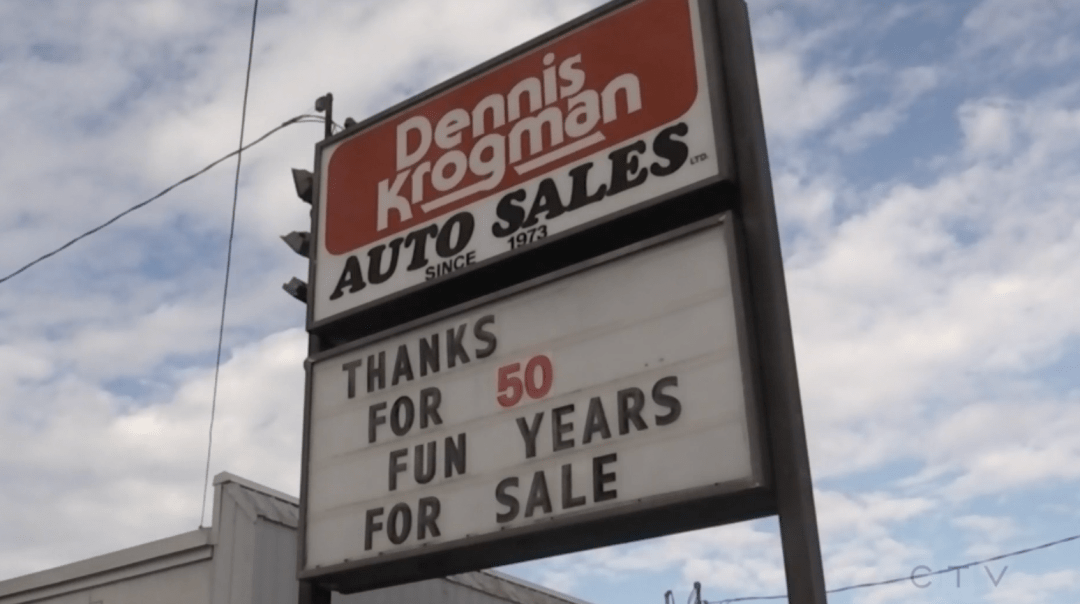 Dennis
Krogman
AUTO SALES LTD.
SINCE 1973
THANKS
FOR 50
FUN YEARS
FOR SALE
CTV